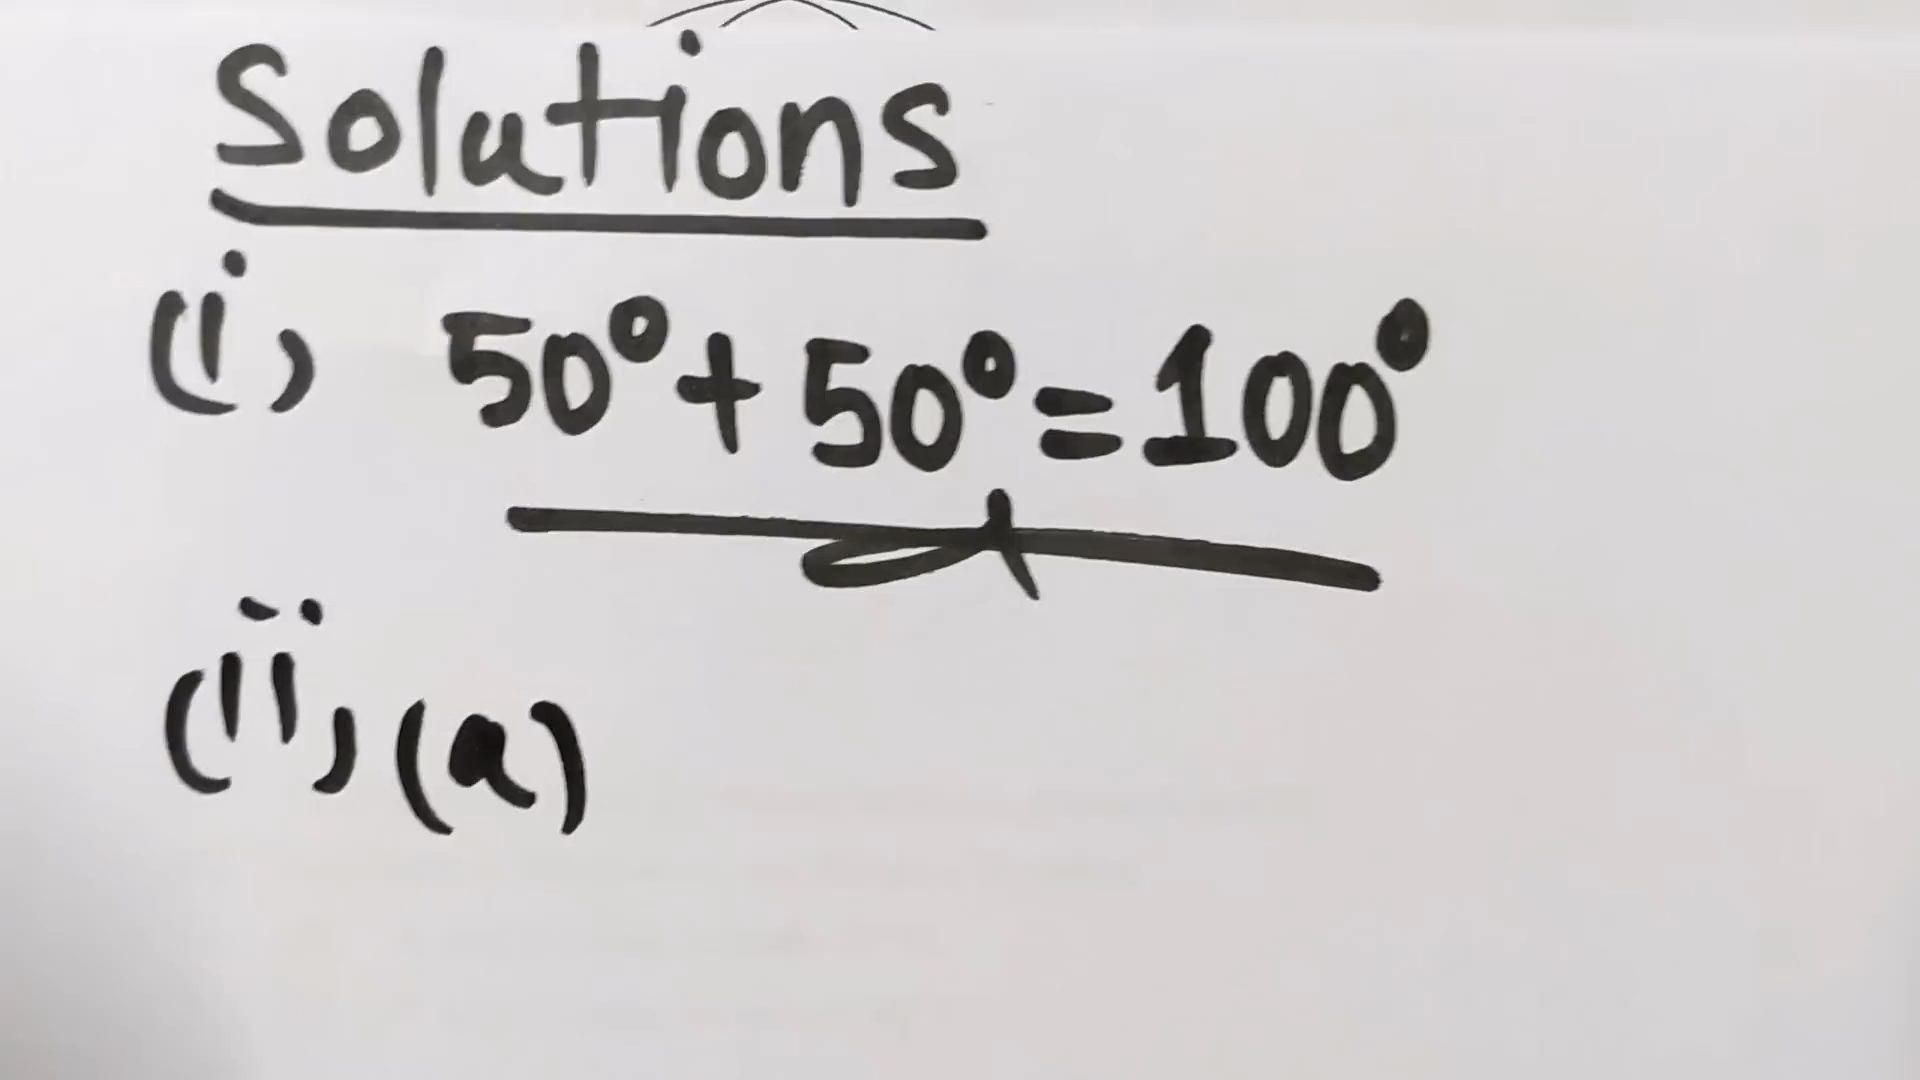 Solutions
(i) 50° + 50° = 100°
(ii) (a)